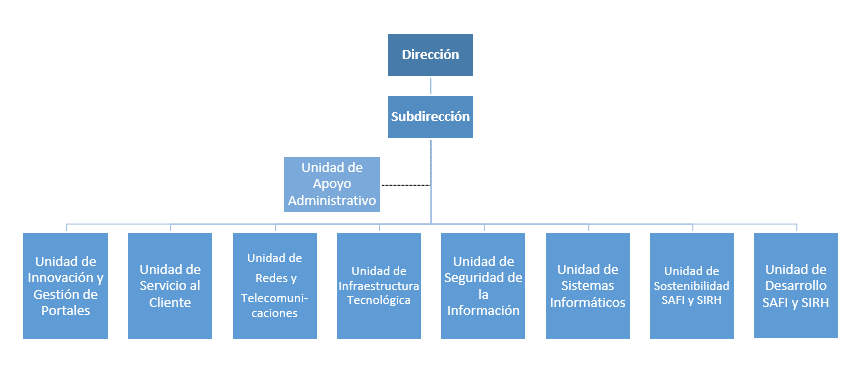 Dirección
Subdirección
Unidad de
Apoyo
Administrativo
Unidad de
Innovación y
Gestión de
Portales
Unidad de
Servicio al
Cliente
Unidad de
Redes y
Telecomuni-
caciones
Unidad de
Infraestructura
Tecnológica
Unidad de
Seguridad de
la
Información
Unidad de
Sistemas
Informáticos
Unidad de
Sostenibilidad
SAFI y SIRH
Unidad de
Desarrollo
SAFI y SIRH